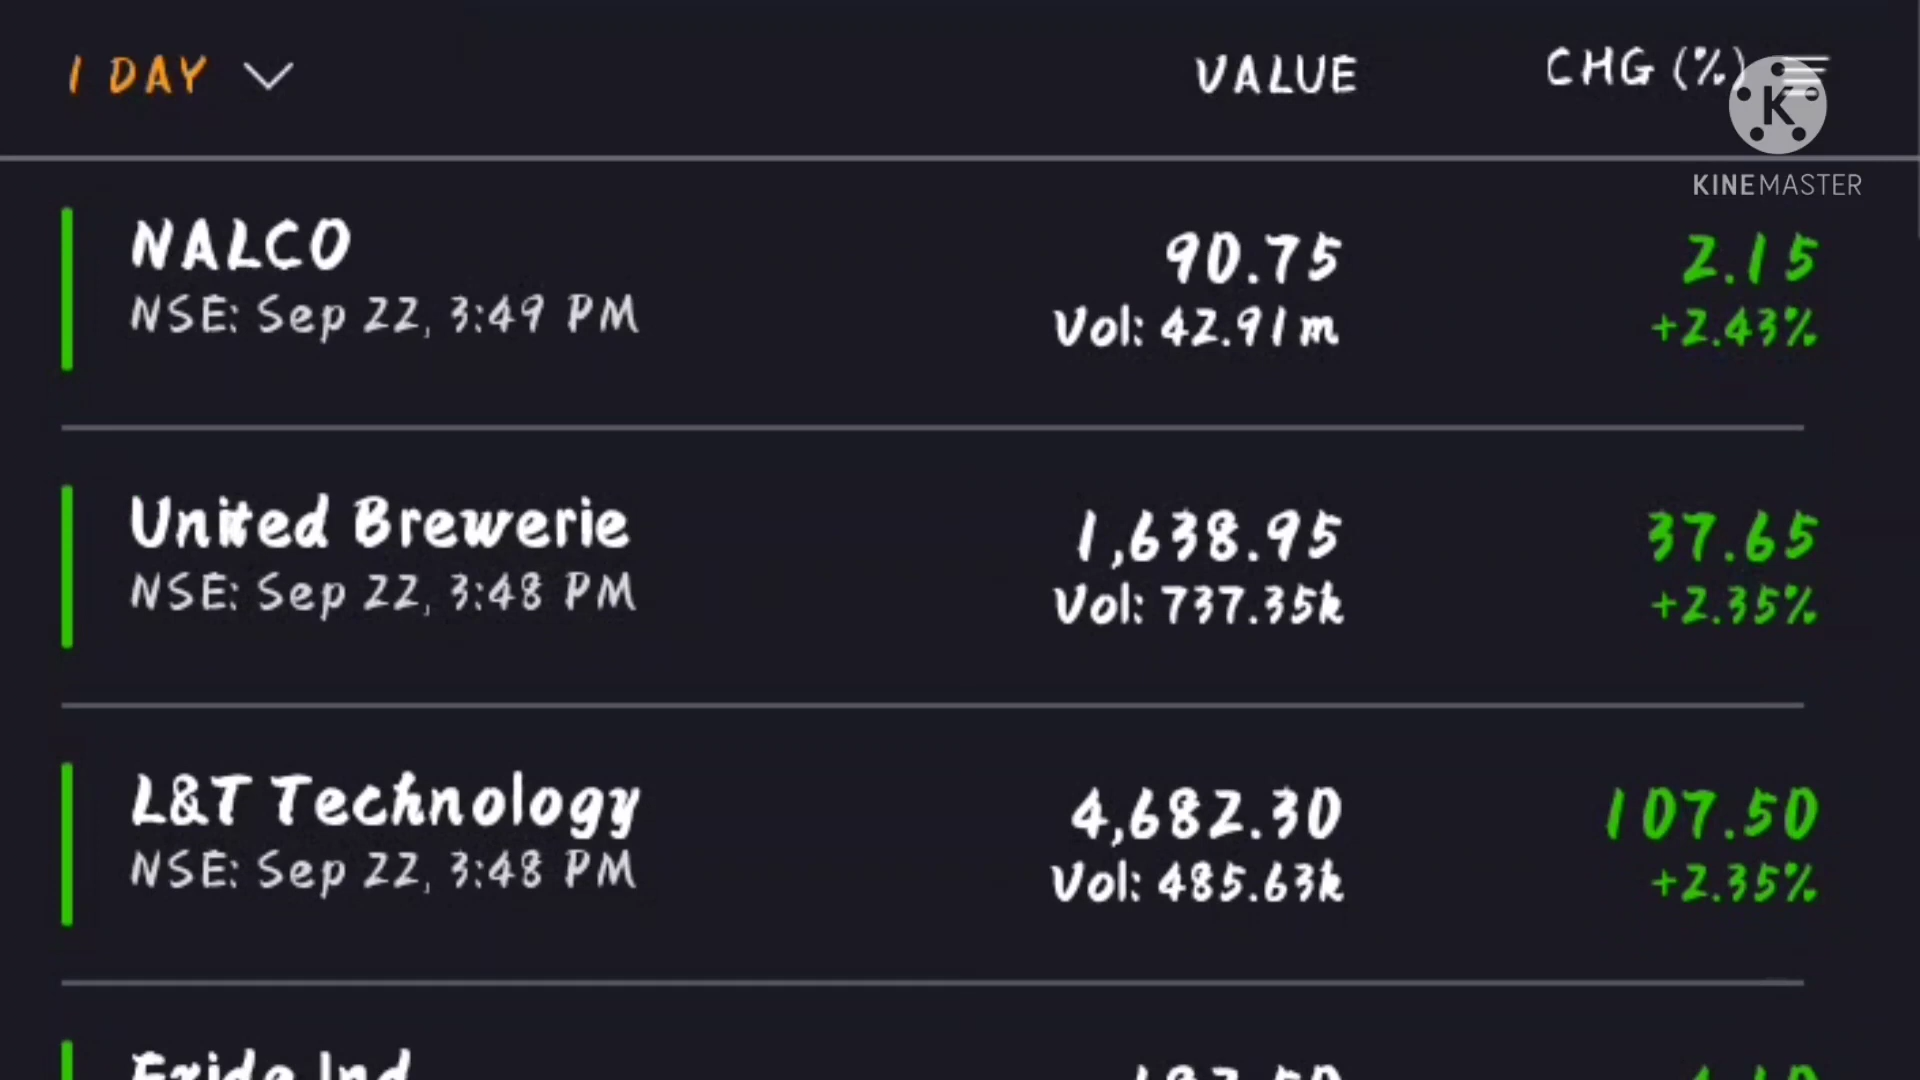 1 DAY VALUE CHG (%)
KINEMASTER
NALCO 90.75 2.15
NSE: Sep 22, 3:49 PM Vol: 42.91m +2.43%
United Brewerie 1,638.95 37.65
NSE: Sep 22, 3:48 PM Vol: 737.35k +2.35%
L&T Technology 4,682.30 107.50
NSE: Sep 22, 3:48 PM Vol: 485.63k +2.35%
Exide Ind